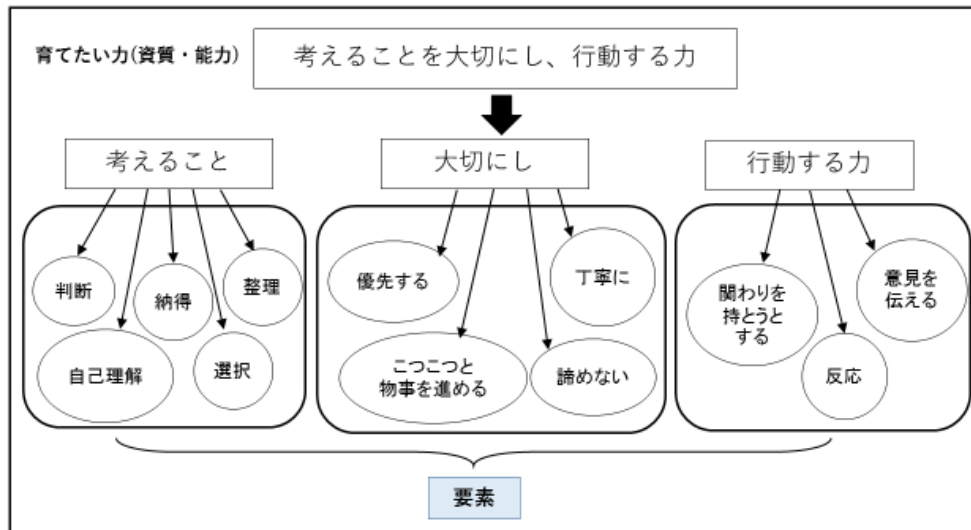 育てたい力(資質・能力)
考えることを大切にし、行動する力
考えること
大切にし
行動する力
判断
納得
整理
自己理解
選択
優先する
丁寧に
こつこつと
物事を進める
諦めない
関わりを
持とうと
する
意見を
伝える
反応
要素